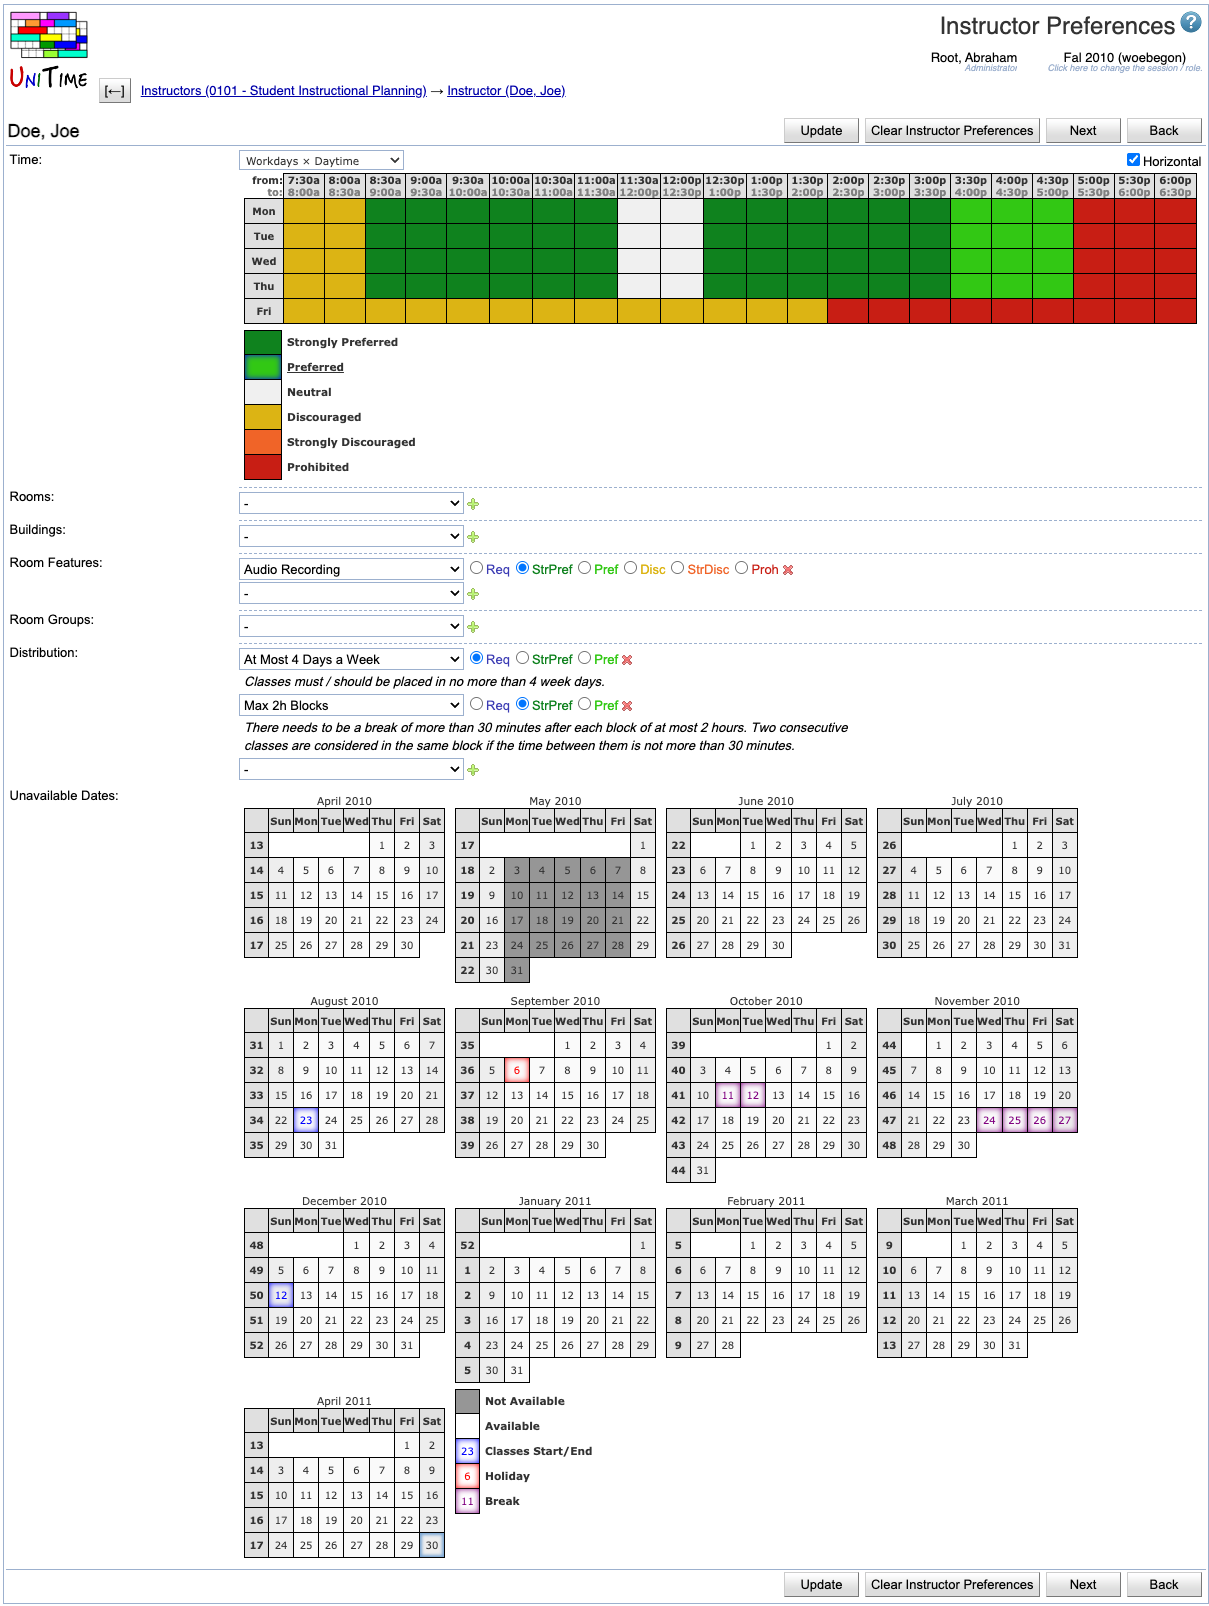 Instructor Preferences ?
UNITIME
Root, Abraham
Administrator
Fal 2010 (woebegon)
Click here to change the session / role.
[←] Instructors (0101 - Student Instructional Planning) → Instructor (Doe, Joe)
Doe, Joe Update Clear Instructor Preferences Next Back
Time: Workdays × Daytime Horizontal
from: 7:30a 8:00a 8:30a 9:00a 9:30a 10:00a 10:30a 11:00a 11:30a 12:00p 12:30p 1:00p 1:30p 2:00p 2:30p 3:00p 3:30p 4:00p 4:30p 5:00p 5:30p 6:00p
to: 8:00a 8:30a 9:00a 9:30a 10:00a 10:30a 11:00a 11:30a 12:00p 12:30p 1:00p 1:30p 2:00p 2:30p 3:00p 3:30p 4:00p 4:30p 5:00p 5:30p 6:00p 6:30p
Mon
Tue
Wed
Thu
Fri
Strongly Preferred
Preferred
Neutral
Discouraged
Strongly Discouraged
Prohibited
Rooms: -
Buildings: -
Room Features: Audio Recording Req StrPref Pref Disc StrDisc Proh
-
Room Groups: -
Distribution: At Most 4 Days a Week Req StrPref Pref
Classes must / should be placed in no more than 4 week days.
Max 2h Blocks Req StrPref Pref
There needs to be a break of more than 30 minutes after each block of at most 2 hours. Two consecutive
classes are considered in the same block if the time between them is not more than 30 minutes.
-
Unavailable Dates:
April 2010
Sun Mon Tue Wed Thu Fri Sat
13 1 2 3
14 4 5 6 7 8 9 10
15 11 12 13 14 15 16 17
16 18 19 20 21 22 23 24
17 25 26 27 28 29 30
May 2010
Sun Mon Tue Wed Thu Fri Sat
17 1
18 2 3 4 5 6 7 8
19 9 10 11 12 13 14 15
20 16 17 18 19 20 21 22
21 23 24 25 26 27 28 29
22 30 31
June 2010
Sun Mon Tue Wed Thu Fri Sat
22 1 2 3 4 5
23 6 7 8 9 10 11 12
24 13 14 15 16 17 18 19
25 20 21 22 23 24 25 26
26 27 28 29 30
July 2010
Sun Mon Tue Wed Thu Fri Sat
26 1 2 3
27 4 5 6 7 8 9 10
28 11 12 13 14 15 16 17
29 18 19 20 21 22 23 24
30 25 26 27 28 29 30 31
August 2010
Sun Mon Tue Wed Thu Fri Sat
31 1 2 3 4 5 6 7
32 8 9 10 11 12 13 14
33 15 16 17 18 19 20 21
34 22 23 24 25 26 27 28
35 29 30 31
September 2010
Sun Mon Tue Wed Thu Fri Sat
35 1 2 3 4
36 5 6 7 8 9 10 11
37 12 13 14 15 16 17 18
38 19 20 21 22 23 24 25
39 26 27 28 29 30
October 2010
Sun Mon Tue Wed Thu Fri Sat
39 1 2
40 3 4 5 6 7 8 9
41 10 11 12 13 14 15 16
42 17 18 19 20 21 22 23
43 24 25 26 27 28 29 30
44 31
November 2010
Sun Mon Tue Wed Thu Fri Sat
44 1 2 3 4 5 6
45 7 8 9 10 11 12 13
46 14 15 16 17 18 19 20
47 21 22 23 24 25 26 27
48 28 29 30
December 2010
Sun Mon Tue Wed Thu Fri Sat
48 1 2 3 4
49 5 6 7 8 9 10 11
50 12 13 14 15 16 17 18
51 19 20 21 22 23 24 25
52 26 27 28 29 30 31
January 2011
Sun Mon Tue Wed Thu Fri Sat
52 1
1 2 3 4 5 6 7 8
2 9 10 11 12 13 14 15
3 16 17 18 19 20 21 22
4 23 24 25 26 27 28 29
5 30 31
February 2011
Sun Mon Tue Wed Thu Fri Sat
5 1 2 3 4 5
6 6 7 8 9 10 11 12
7 13 14 15 16 17 18 19
8 20 21 22 23 24 25 26
9 27 28
March 2011
Sun Mon Tue Wed Thu Fri Sat
9 1 2 3 4 5
10 6 7 8 9 10 11 12
11 13 14 15 16 17 18 19
12 20 21 22 23 24 25 26
13 27 28 29 30 31
April 2011
Sun Mon Tue Wed Thu Fri Sat
13 1 2
14 3 4 5 6 7 8 9
15 10 11 12 13 14 15 16
16 17 18 19 20 21 22 23
17 24 25 26 27 28 29 30
Not Available
Available
23 Classes Start/End
6 Holiday
11 Break
Update Clear Instructor Preferences Next Back